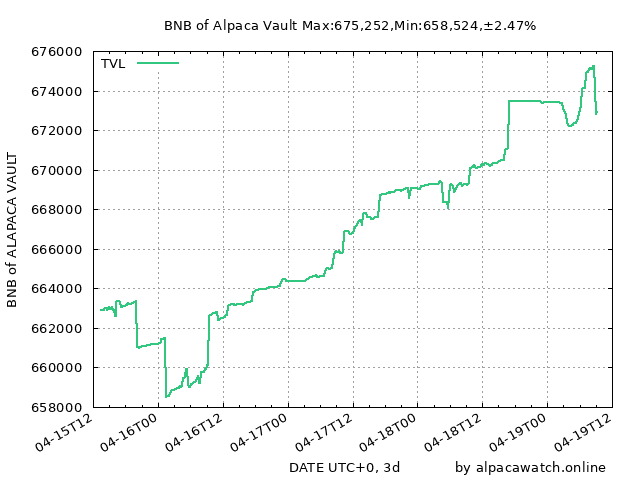 BNB of Alpaca Vault Max:675,252,Min:658,524,±2.47%
TVL
BNB of ALAPACA VAULT
676000
674000
672000
670000
668000
666000
664000
662000
660000
658000
04-15T12
04-16T00
04-16T12
04-17T00
04-17T12
04-18T00
04-18T12
04-19T00
04-19T12
DATE UTC+0, 3d
by alpacawatch.online